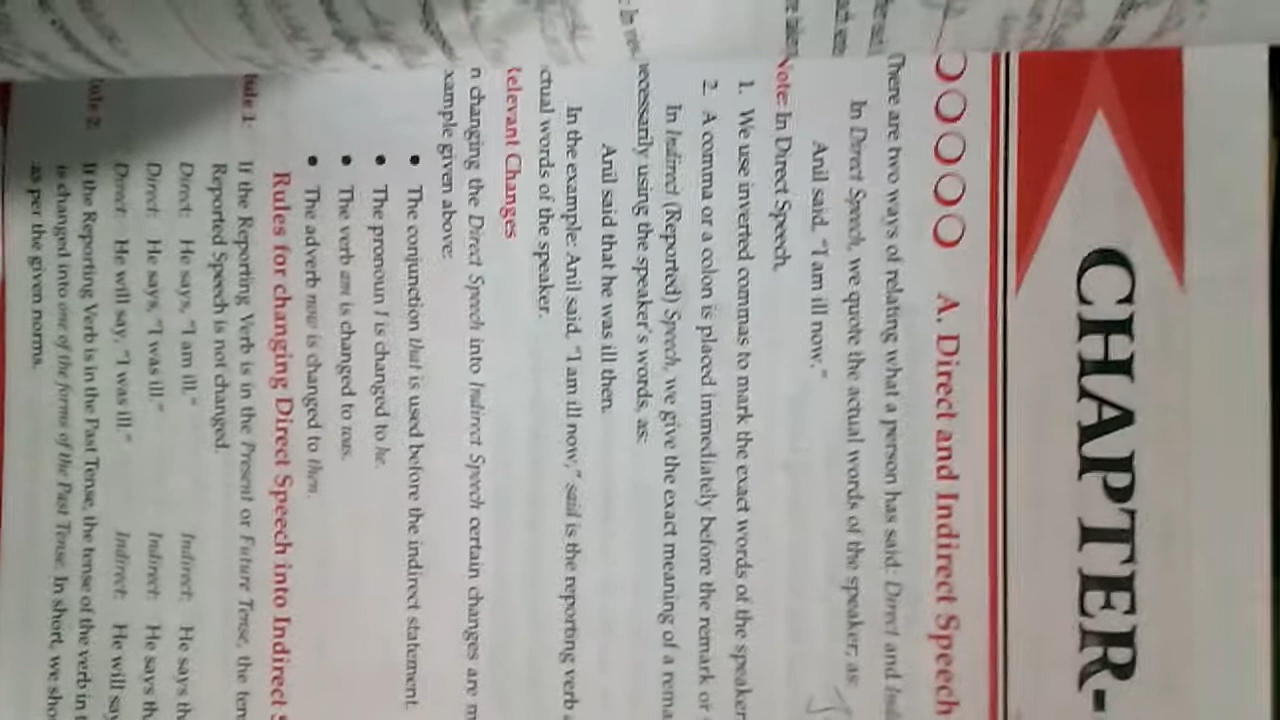 CHAPTER-
A. Direct and Indirect Speech
There are two ways of relating what a person has said: Direct and
In Direct Speech, we quote the actual words of the speaker; as:
Anil said, "I am ill now."
Note: In Direct Speech,
1. We use inverted commas to mark the exact words of the speaker
2. A comma or a colon is placed immediately before the remark or
In Indirect (Reported) Speech, we give the exact meaning of a
necessarily using the speaker's words, as:
Anil said that he was ill then.
In the example: Anil said, "I am ill now," said is the reporting verb
ctual words of the speaker.
Relevant Changes
n changing the Direct Speech into Indirect Speech certain changes are
xample given above:
• The conjunction that is used before the indirect statement.
• The pronoun I is changed to he.
• The verb am is changed to was.
• The adverb now is changed to then.
Rules for changing Direct Speech into Indirect S
Rule 1: If the Reporting Verb is in the Present or Future Tense, the
Reported Speech is not changed.
Direct: He says, "I am ill." Indirect: He says
Direct: He says, "I was ill." Indirect: He says
Direct: He will say, "I was ill." Indirect: He will say
Rule 2: If the Reporting Verb is in the Past Tense, the tense of the verb in
is changed into one of the forms of the Past Tense. In short, we
as per the given norms.